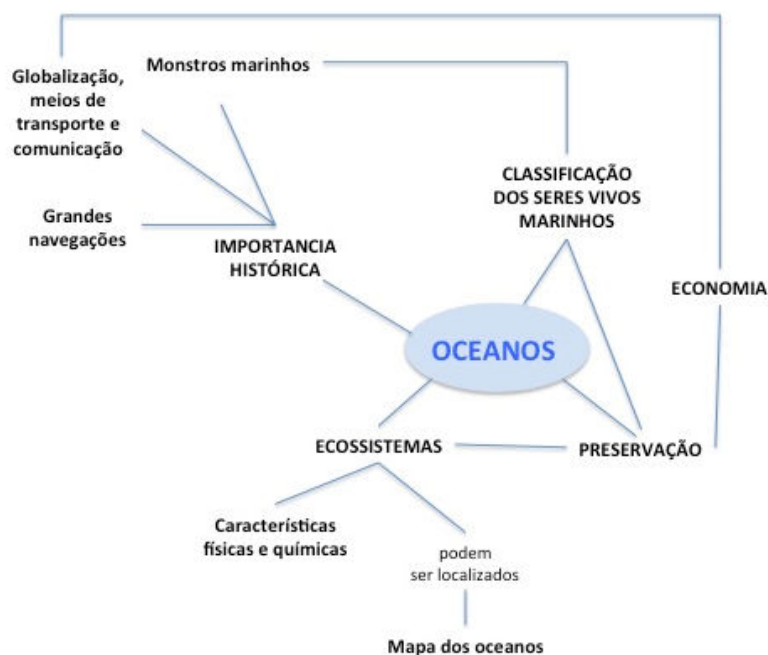 Globalização,
meios de
transporte e
comunicação
Monstros marinhos
CLASSIFICAÇÃO
DOS SERES VIVOS
MARINHOS
Grandes
navegações
IMPORTANCIA
HISTÓRICA
ECONOMIA
OCEANOS
ECOSSISTEMAS
PRESERVAÇÃO
Características
físicas e químicas
podem
ser localizados
Mapa dos oceanos